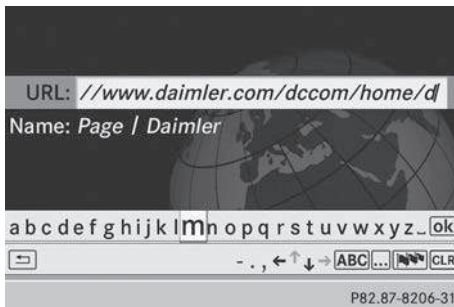 URL: //www.daimler.com/dccom/home/d
Name: Page | Daimler
a b c d e f g h i j k l m n o p q r s t u v w x y z _ ok
- . , ← ↑ ↓ → ABC ... CLR
P82.87-8206-31